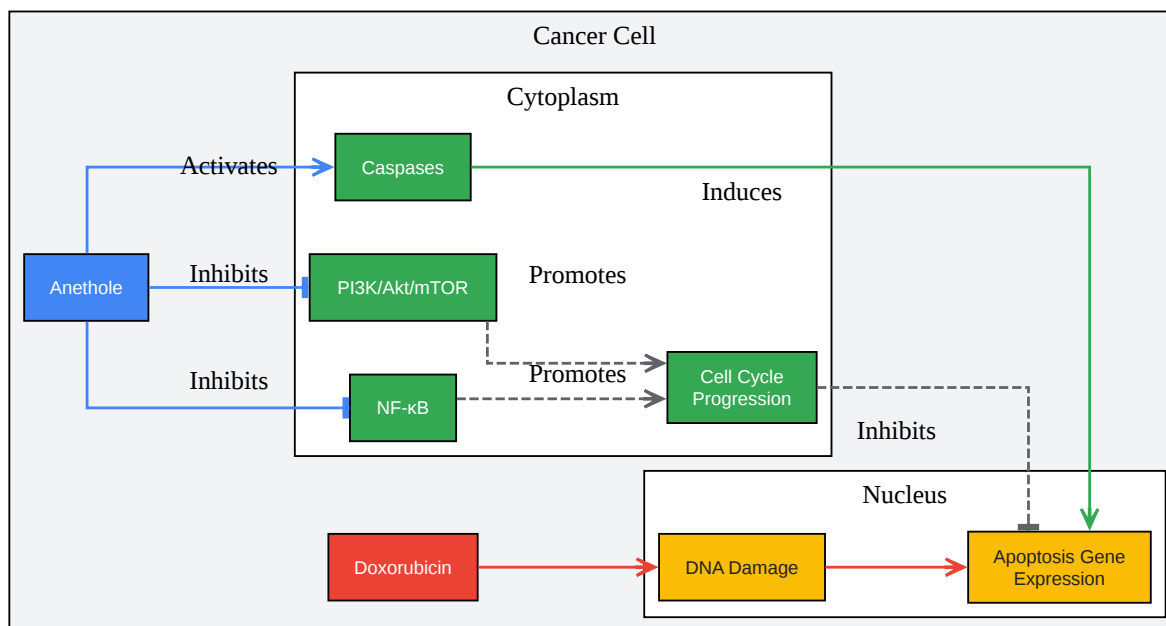 Cancer Cell
Cytoplasm
Activates
Caspases
Induces
Anethole
Inhibits
PI3K/Akt/mTOR
Promotes
Inhibits
NF-κB
Promotes
Cell Cycle
Progression
Inhibits
Nucleus
Doxorubicin
DNA Damage
Apoptosis Gene
Expression